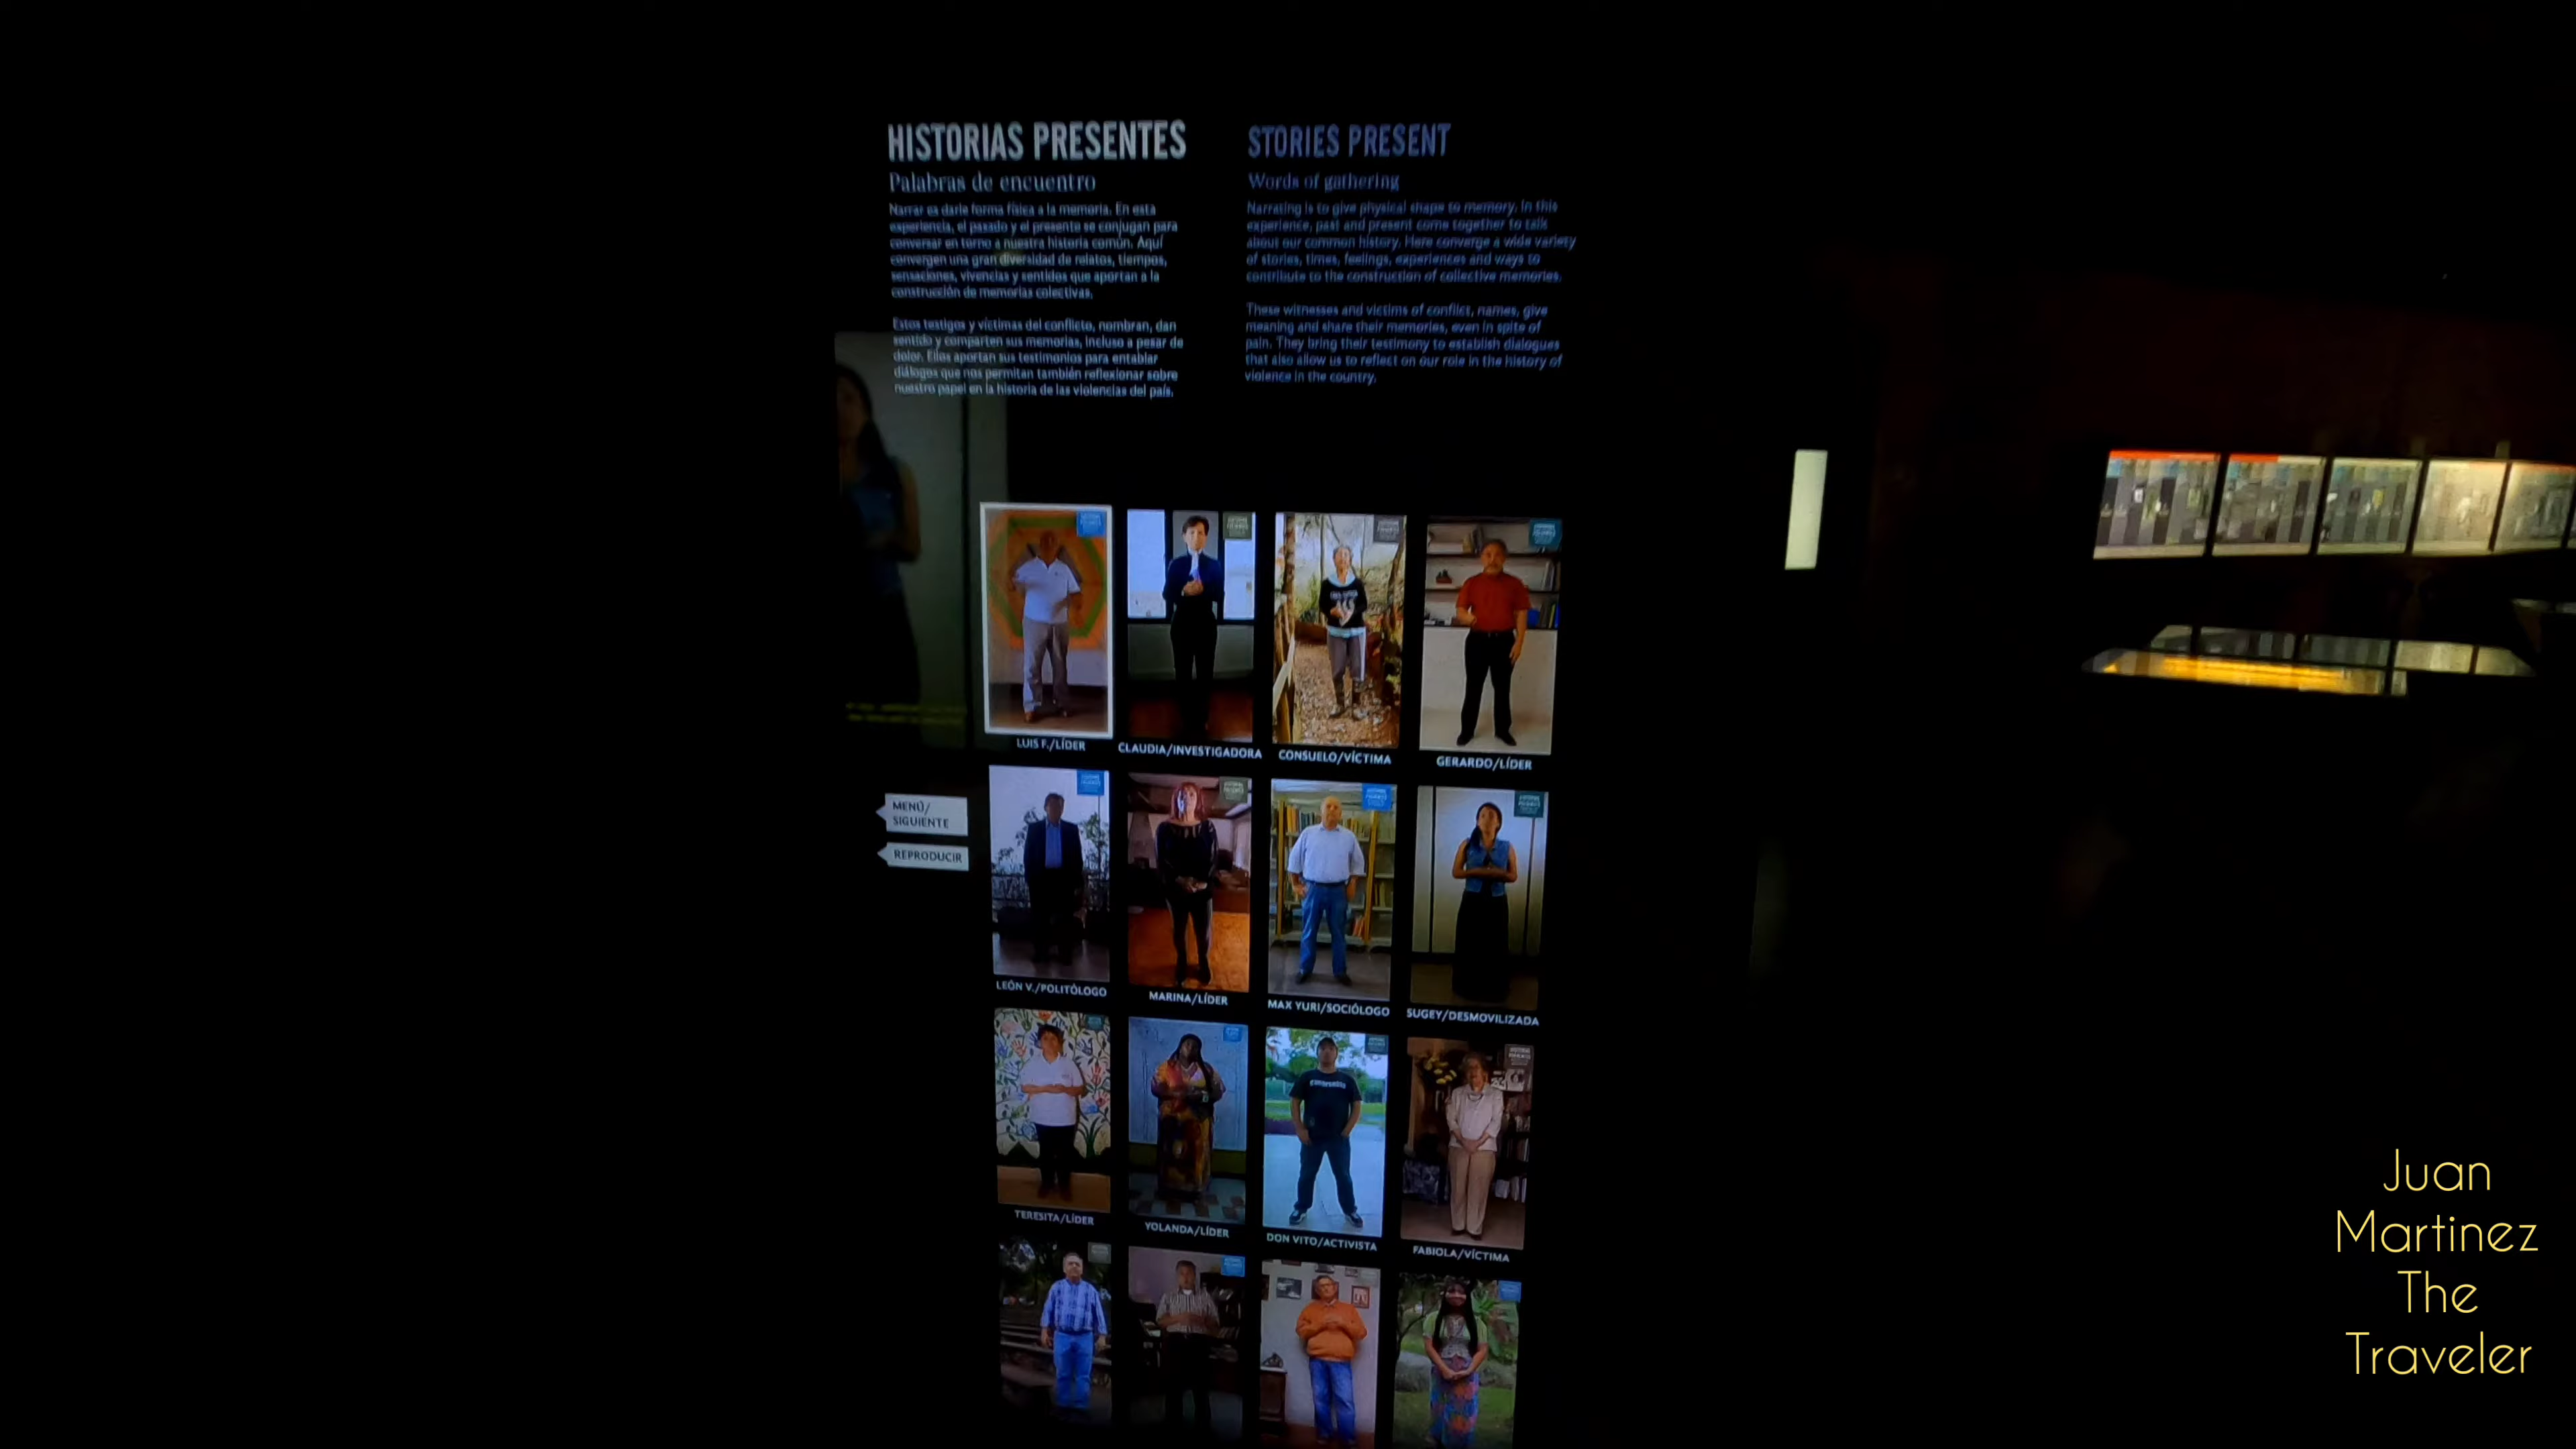 HISTORIAS PRESENTES
Palabras de encuentro
Narrar es darle forma física a la memoria. En esta
experiencia, el pasado y el presente se conjugan para
conversar en torno a nuestra historia común. Aquí
convergen una gran diversidad de relatos, tiempos,
sensaciones, vivencias y sentidos que aportan a la
construcción de memorias colectivas.
Estos testigos y víctimas del conflicto, nombran, dan
sentido y comparten sus memorias, incluso a pesar de
dolor. Ellos aportan sus testimonios para entablar
diálogos que nos permitan también reflexionar sobre
nuestro papel en la historia de las violencias del país.
STORIES PRESENT
Words of gathering
Narrating is to give physical shape to memory. In this
experience, past and present come together to talk
about our common history. Here converge a wide variety
of stories, times, feelings, experiences and ways to
contribute to the construction of collective memories.
These witnesses and victims of conflict, names, give
meaning and share their memories, even in spite of
pain. They bring their testimony to establish dialogues
that also allow us to reflect on our role in the history of
violence in the country.
LUIS F./LÍDER
CLAUDIA/INVESTIGADORA
CONSUELO/VÍCTIMA
GERARDO/LÍDER
MENÚ/
SIGUIENTE
REPRODUCIR
LEÓN V./POLITÓLOGO
MARINA/LÍDER
MAX YURI/SOCIÓLOGO
SUGEY/DESMOVILIZADA
TERESITA/LÍDER
YOLANDA/LÍDER
DON VITO/ACTIVISTA
FABIOLA/VÍCTIMA
Juan
Martinez
The
Traveler